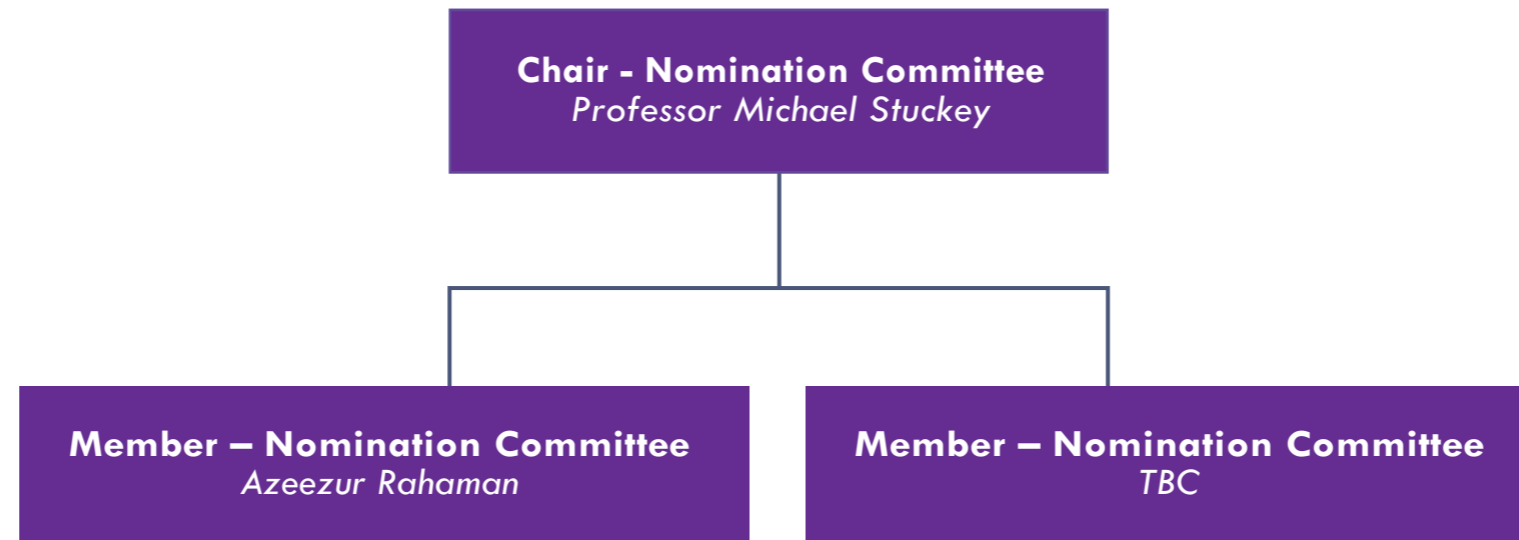 Chair - Nomination Committee
Professor Michael Stuckey
Member – Nomination Committee
Azeezur Rahaman
Member – Nomination Committee
TBC